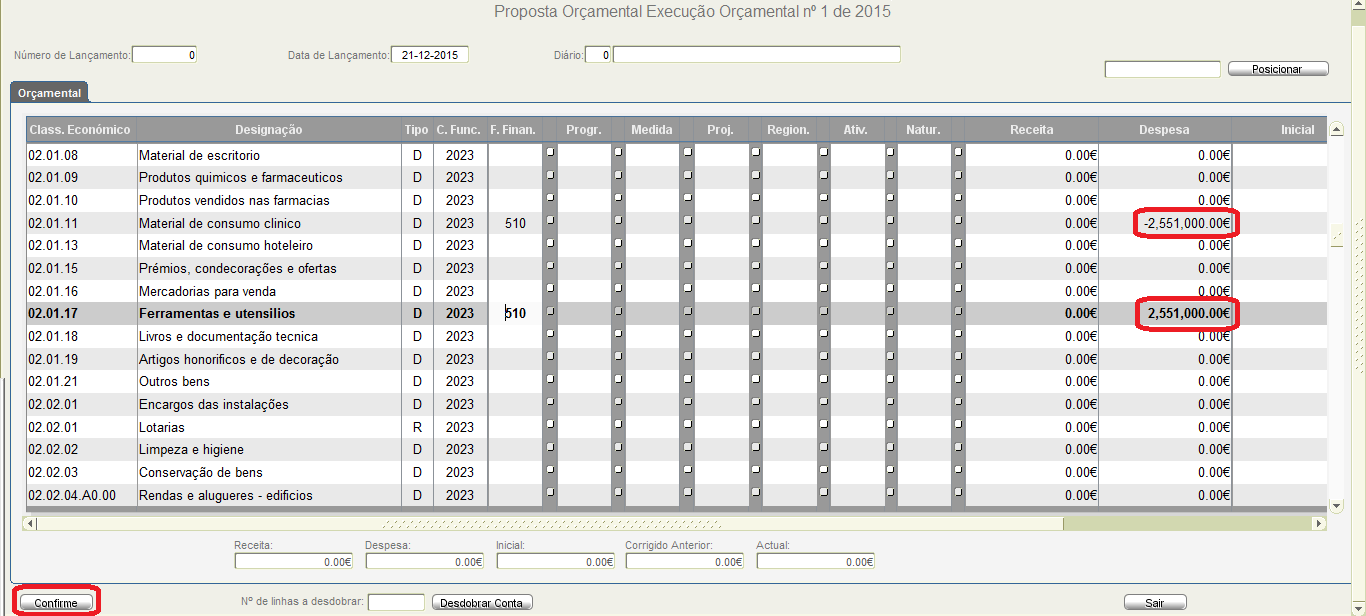 Proposta Orçamental Execução Orçamental nº 1 de 2015
Número de Lançamento: 0 Data de Lançamento: 21-12-2015 Diário: 0
Posicionar
Orçamental
Class. Económico Designação Tipo C. Func. F. Finan. Progr. Medida Proj. Region. Ativ. Natur. Receita Despesa Inicial
02.01.08 Material de escritorio D 2023 0.00€ 0.00€
02.01.09 Produtos quimicos e farmaceuticos D 2023 0.00€ 0.00€
02.01.10 Produtos vendidos nas farmacias D 2023 0.00€ 0.00€
02.01.11 Material de consumo clinico D 2023 510 0.00€ -2,551,000.00€
02.01.13 Material de consumo hoteleiro D 2023 0.00€ 0.00€
02.01.15 Prémios, condecorações e ofertas D 2023 0.00€ 0.00€
02.01.16 Mercadorias para venda D 2023 0.00€ 0.00€
02.01.17 Ferramentas e utensilios D 2023 510 0.00€ 2,551,000.00€
02.01.18 Livros e documentação tecnica D 2023 0.00€ 0.00€
02.01.19 Artigos honorificos e de decoração D 2023 0.00€ 0.00€
02.01.21 Outros bens D 2023 0.00€ 0.00€
02.02.01 Encargos das instalações D 2023 0.00€ 0.00€
02.02.01 Lotarias R 2023 0.00€ 0.00€
02.02.02 Limpeza e higiene D 2023 0.00€ 0.00€
02.02.03 Conservação de bens D 2023 0.00€ 0.00€
02.02.04.A0.00 Rendas e alugueres - edificios D 2023 0.00€ 0.00€
Receita: Despesa: Inicial: Corrigido Anterior: Actual:
0.00€ 0.00€ 0.00€ 0.00€ 0.00€
Confirme Nº de linhas a desdobrar: Desdobrar Conta Sair